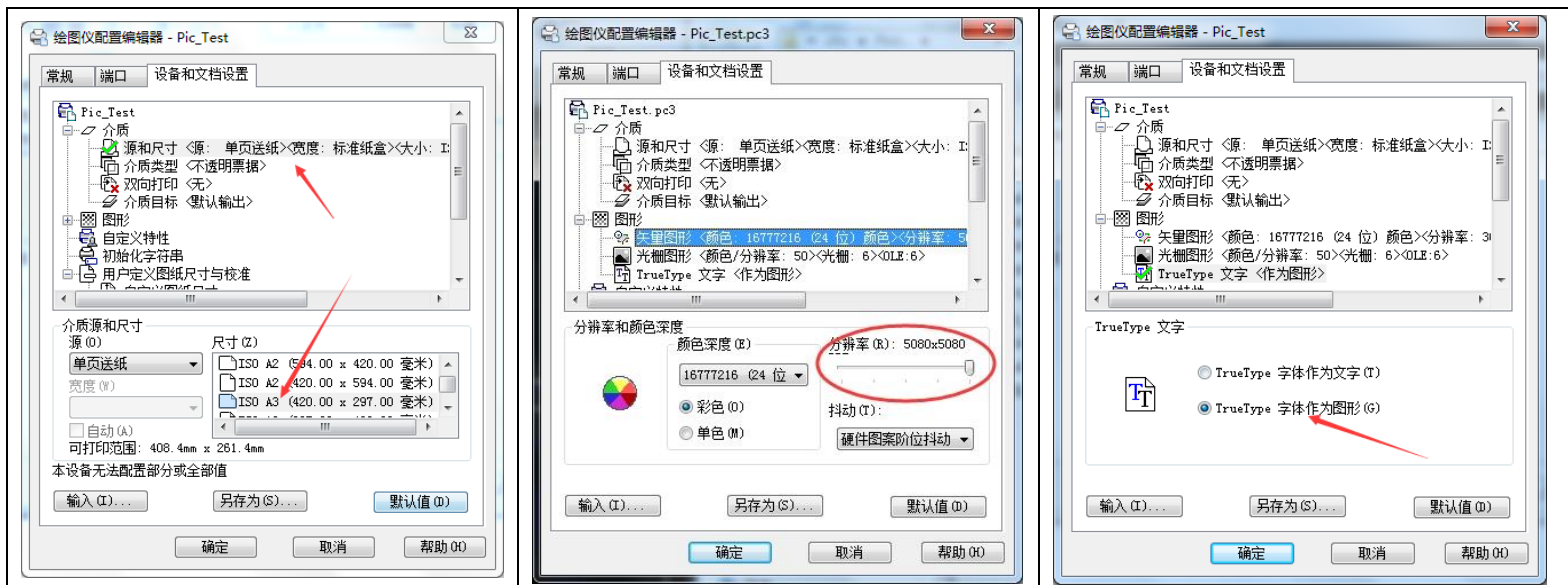 绘图仪配置编辑器 - Pic_Test
常规 端口 设备和文档设置
Pic_Test
介质
源和尺寸 <源: 单页送纸><宽度: 标准纸盒><大小: I
介质类型 <不透明票据>
双向打印 <无>
介质目标 <默认输出>
图形
自定义特性
初始化字符串
用户定义图纸尺寸与校准
介质源和尺寸
源(O)
尺寸(Z)
单页送纸
ISO A2 (594.00 x 420.00 毫米)
宽度(W)
ISO A2 (420.00 x 594.00 毫米)
ISO A3 (420.00 x 297.00 毫米)
自动(A)
可打印范围: 408.4mm x 261.4mm
本设备无法配置部分或全部值
输入(I)... 另存为(S)... 默认值(D)
确定 取消 帮助(H)
绘图仪配置编辑器 - Pic_Test.pc3
常规 端口 设备和文档设置
Pic_Test.pc3
介质
源和尺寸 <源: 单页送纸><宽度: 标准纸盒><大小: I
介质类型 <不透明票据>
双向打印 <无>
介质目标 <默认输出>
图形
矢量图形 <颜色: 16777216 (24 位) 颜色><分辨率: 5
光栅图形 <颜色/分辨率: 50><光栅: 6><OLE:6>
TrueType 文字 <作为图形>
分辨率和颜色深度
颜色深度(E)
分辨率(R): 5080x5080
16777216 (24 位
彩色(O)
抖动(T):
单色(M)
硬件图案阶位抖动
输入(I)... 另存为(S)... 默认值(D)
确定 取消 帮助(H)
绘图仪配置编辑器 - Pic_Test
常规 端口 设备和文档设置
Pic_Test
介质
源和尺寸 <源: 单页送纸><宽度: 标准纸盒><大小: I
介质类型 <不透明票据>
双向打印 <无>
介质目标 <默认输出>
图形
矢量图形 <颜色: 16777216 (24 位) 颜色><分辨率: 3
光栅图形 <颜色/分辨率: 50><光栅: 6><OLE:6>
TrueType 文字 <作为图形>
TrueType 文字
TrueType 字体作为文字(T)
TrueType 字体作为图形(G)
输入(I)... 另存为(S)... 默认值(D)
确定 取消 帮助(H)